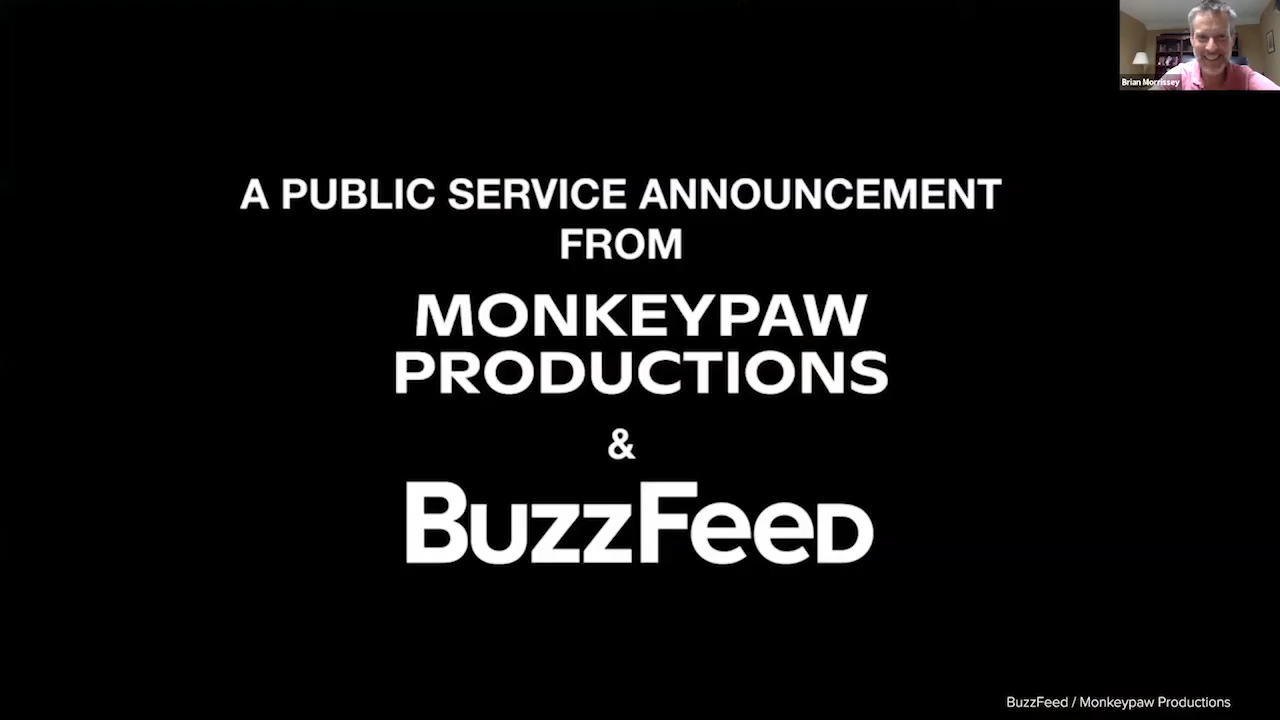 Brian Morrissey
A PUBLIC SERVICE ANNOUNCEMENT
FROM
MONKEYPAW
PRODUCTIONS
&
BuzzFeed
BuzzFeed / Monkeypaw Productions